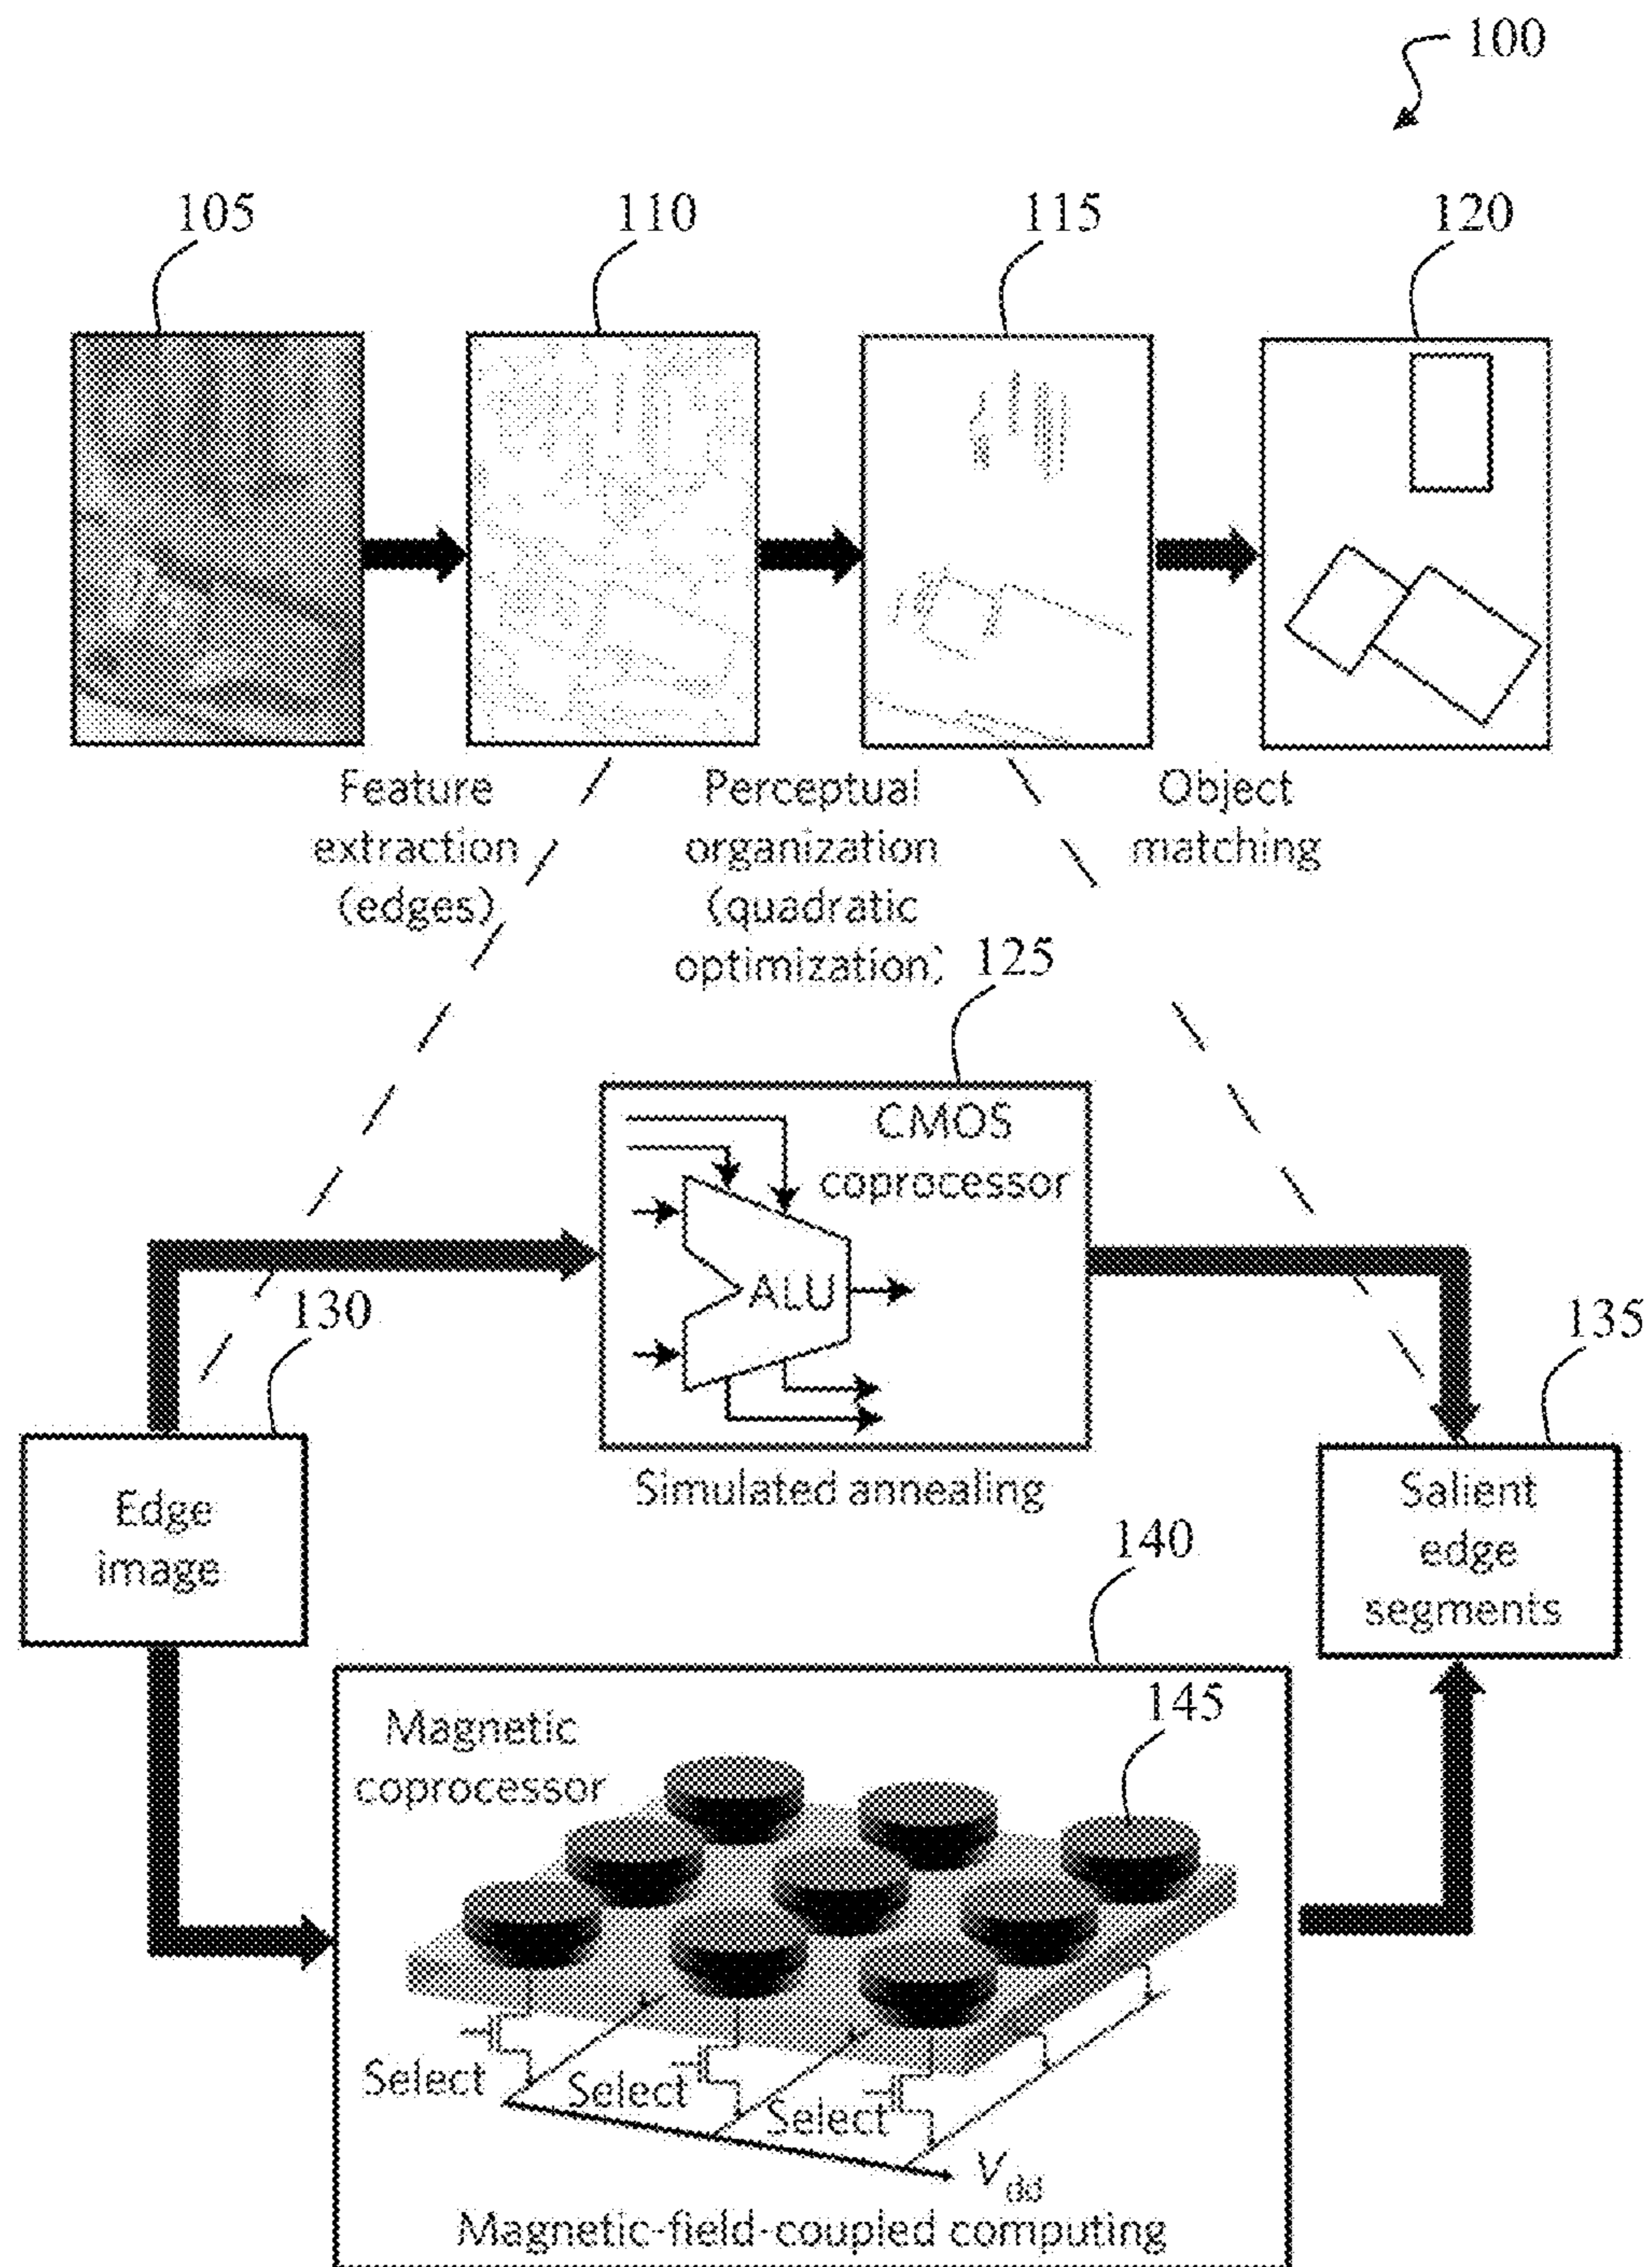 100
105
110
115
120
Feature
extraction
(edges)
Perceptual
organization
(quadratic
optimization)
Object
matching
125
CMOS
coprocessor
ALU
Simulated annealing
130
Edge
image
135
Salient
edge
segments
140
145
Magnetic
coprocessor
Select
Select
Select
Vdd
Magnetic-field-coupled computing